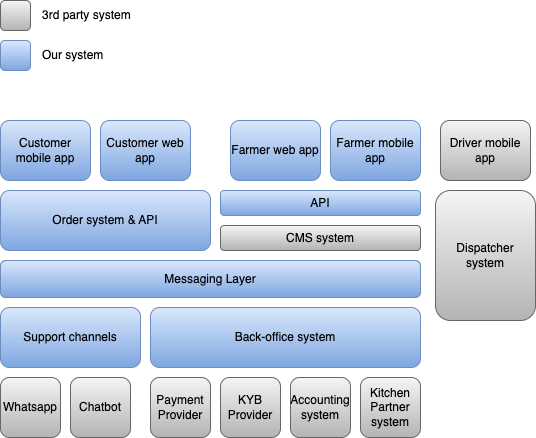 3rd party system
Our system
Customer
mobile app
Customer web
app
Farmer web app
Farmer mobile
app
Driver mobile
app
Order system & API
API
CMS system
Dispatcher
system
Messaging Layer
Support channels
Back-office system
Whatsapp
Chatbot
Payment
Provider
KYB
Provider
Accounting
system
Kitchen
Partner
system